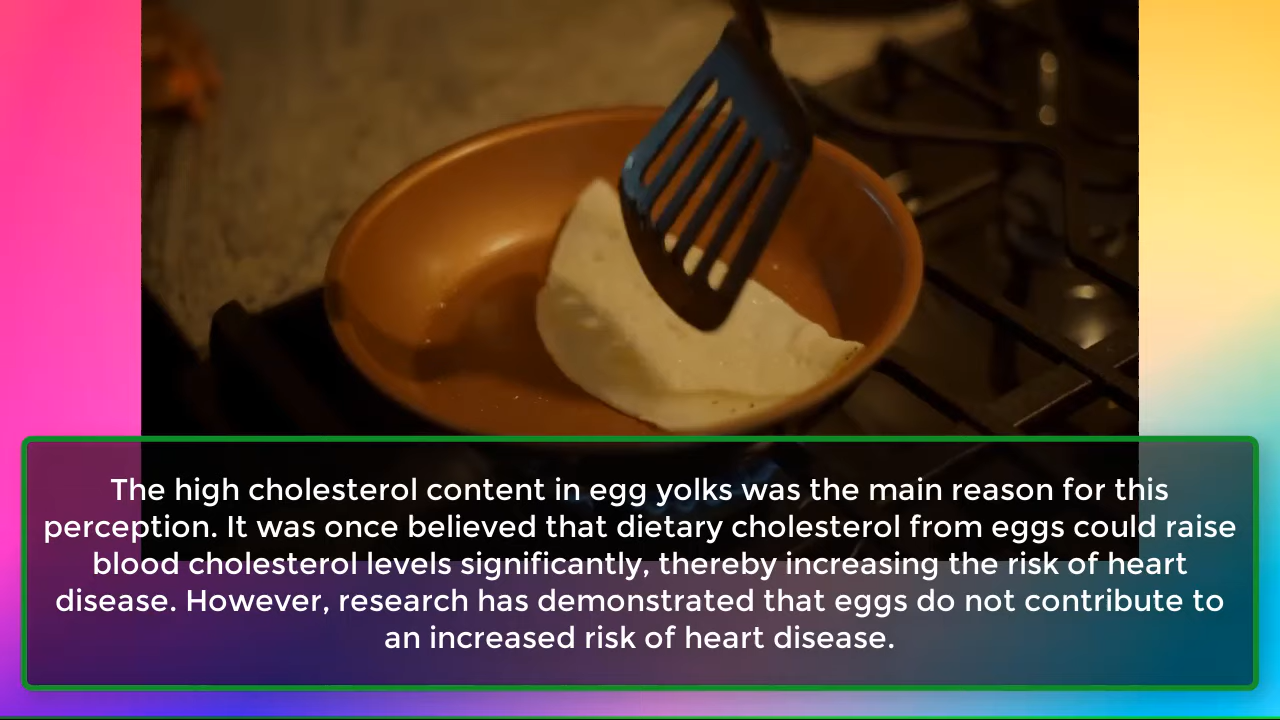 The high cholesterol content in egg yolks was the main reason for this
perception. It was once believed that dietary cholesterol from eggs could raise
blood cholesterol levels significantly, thereby increasing the risk of heart
disease. However, research has demonstrated that eggs do not contribute to
an increased risk of heart disease.